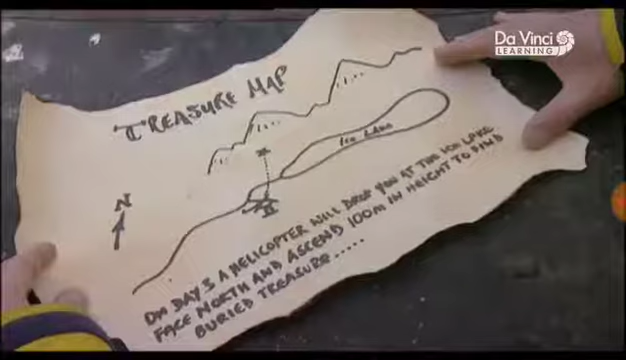 Da Vinci
LEARNING
TREASURE MAP
ICE LAKE
N
ON DAY 3 A HELICOPTER WILL DROP YOU AT THE ICE LAKE
FACE NORTH AND ASCEND 100M IN HEIGHT TO FIND
BURIED TREASURE.....